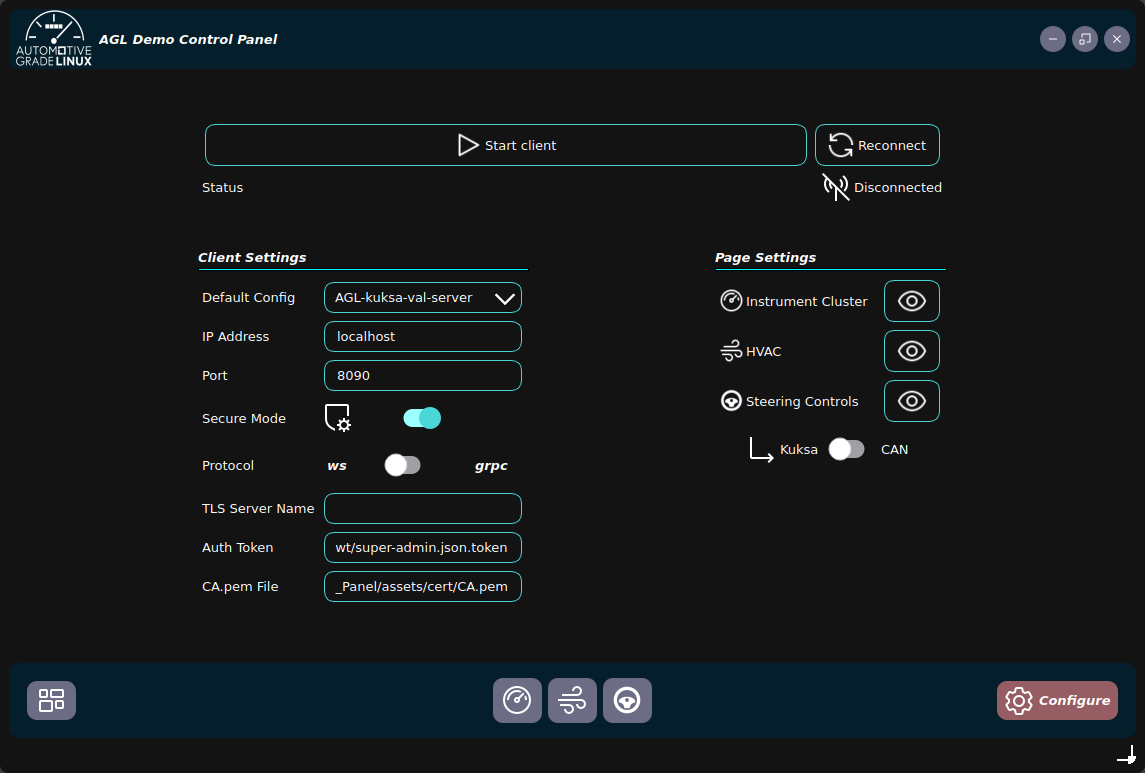 AUTOMOTIVE
GRADELINUX
AGL Demo Control Panel
Start client
Reconnect
Status
Disconnected
Client Settings
Default Config
AGL-kuksa-val-server
IP Address
localhost
Port
8090
Secure Mode
Protocol
ws
grpc
TLS Server Name
Auth Token
wt/super-admin.json.token
CA.pem File
_Panel/assets/cert/CA.pem
Page Settings
Instrument Cluster
HVAC
Steering Controls
Kuksa
CAN
Configure